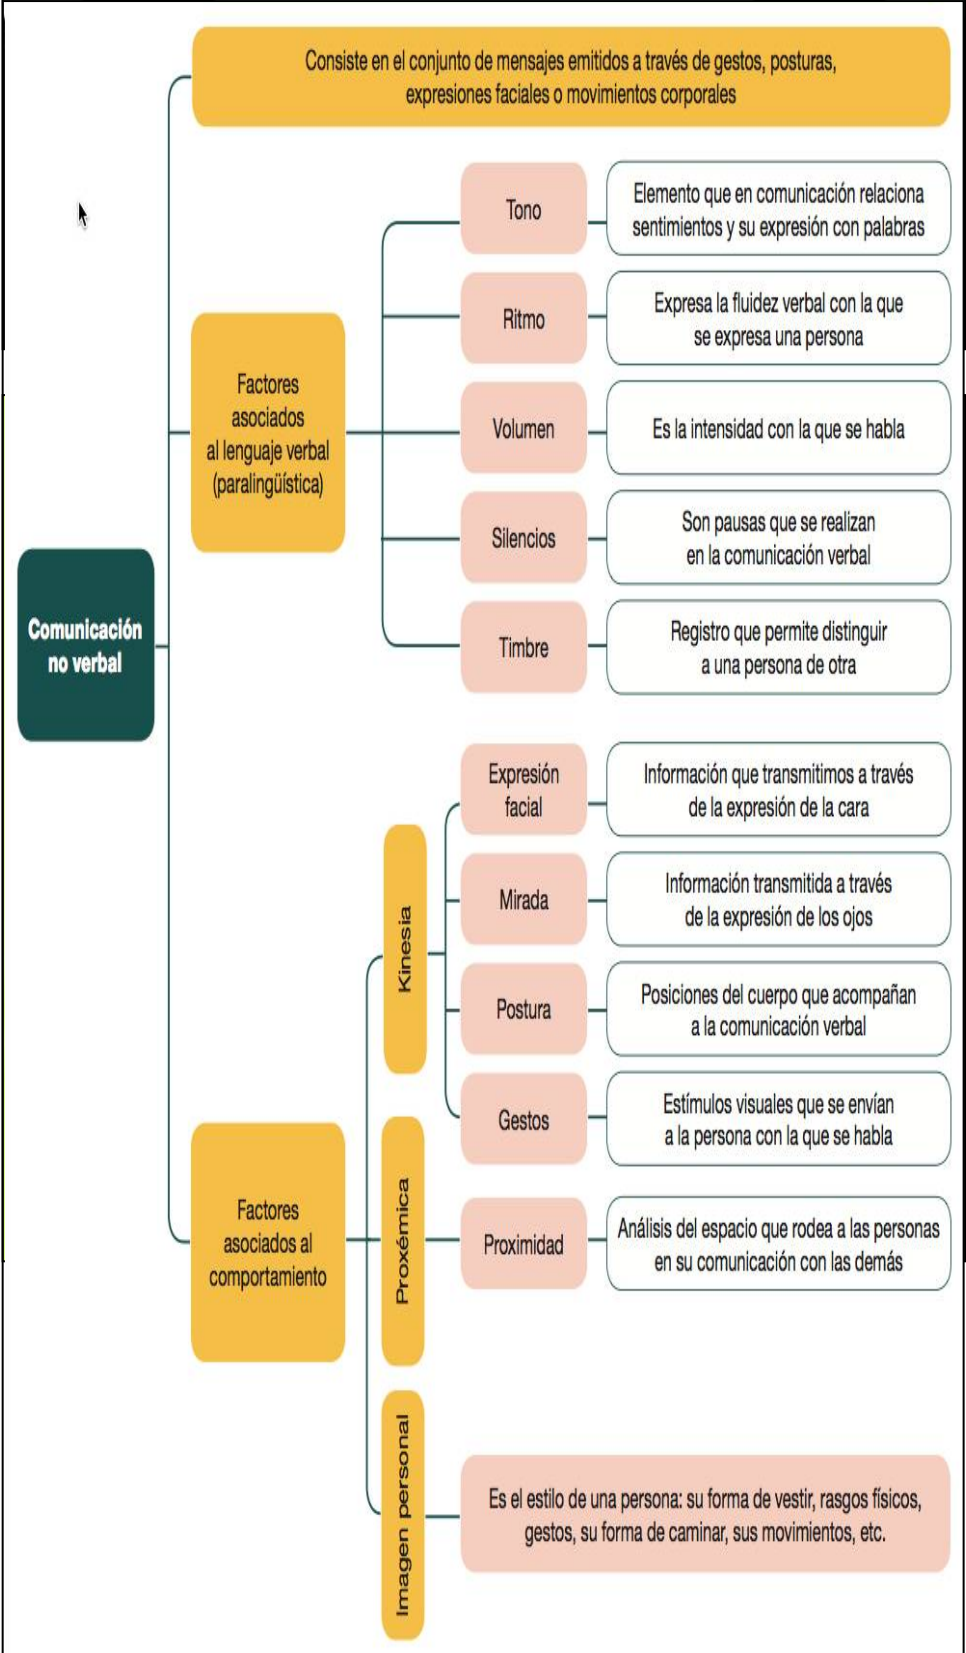 Consiste en el conjunto de mensajes emitidos a través de gestos, posturas,
expresiones faciales o movimientos corporales
Comunicación
no verbal
Factores
asociados
al lenguaje verbal
(paralingüística)
Tono
Elemento que en comunicación relaciona
sentimientos y su expresión con palabras
Ritmo
Expresa la fluidez verbal con la que
se expresa una persona
Volumen
Es la intensidad con la que se habla
Silencios
Son pausas que se realizan
en la comunicación verbal
Timbre
Registro que permite distinguir
a una persona de otra
Factores
asociados al
comportamiento
Kinesia
Expresión
facial
Información que transmitimos a través
de la expresión de la cara
Mirada
Información transmitida a través
de la expresión de los ojos
Postura
Posiciones del cuerpo que acompañan
a la comunicación verbal
Gestos
Estímulos visuales que se envían
a la persona con la que se habla
Proxémica
Proximidad
Análisis del espacio que rodea a las personas
en su comunicación con las demás
Imagen personal
Es el estilo de una persona: su forma de vestir, rasgos físicos,
gestos, su forma de caminar, sus movimientos, etc.